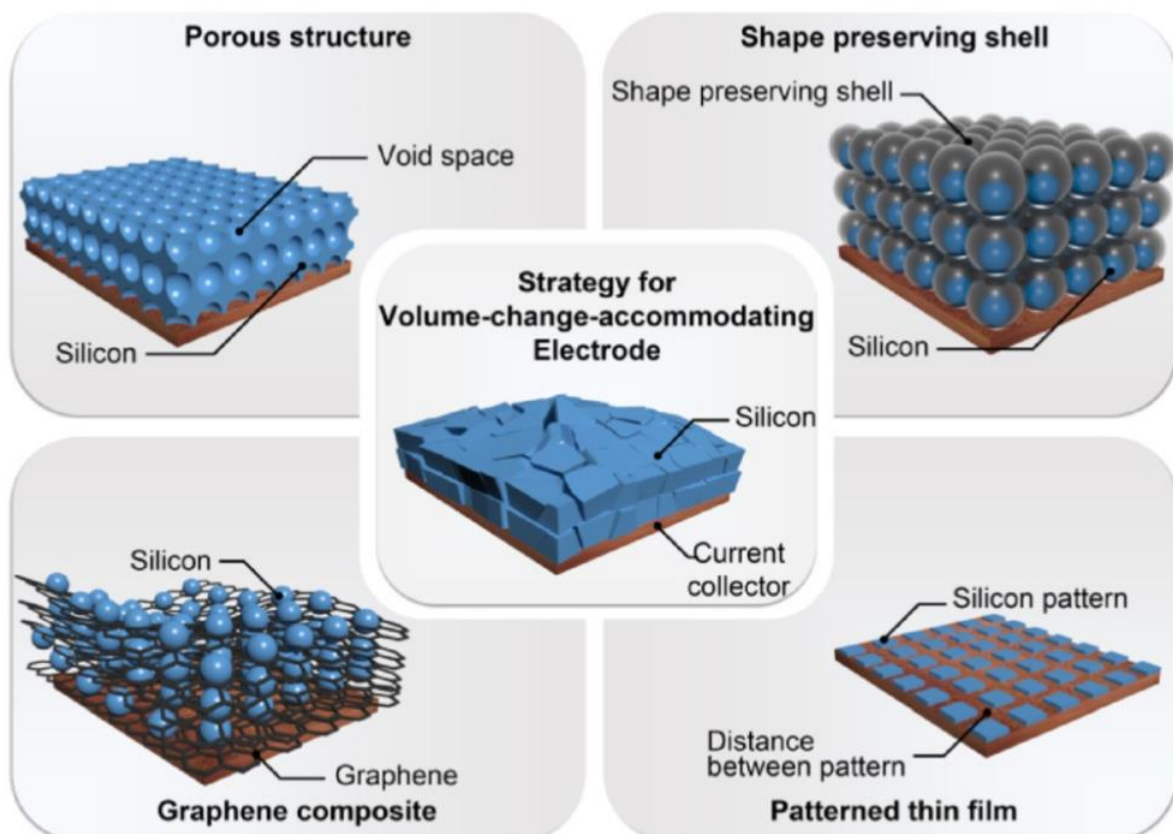 Porous structure
Void space
Silicon
Shape preserving shell
Shape preserving shell
Silicon
Strategy for
Volume-change-accommodating
Electrode
Silicon
Current
collector
Silicon
Graphene
Graphene composite
Silicon pattern
Distance
between pattern
Patterned thin film